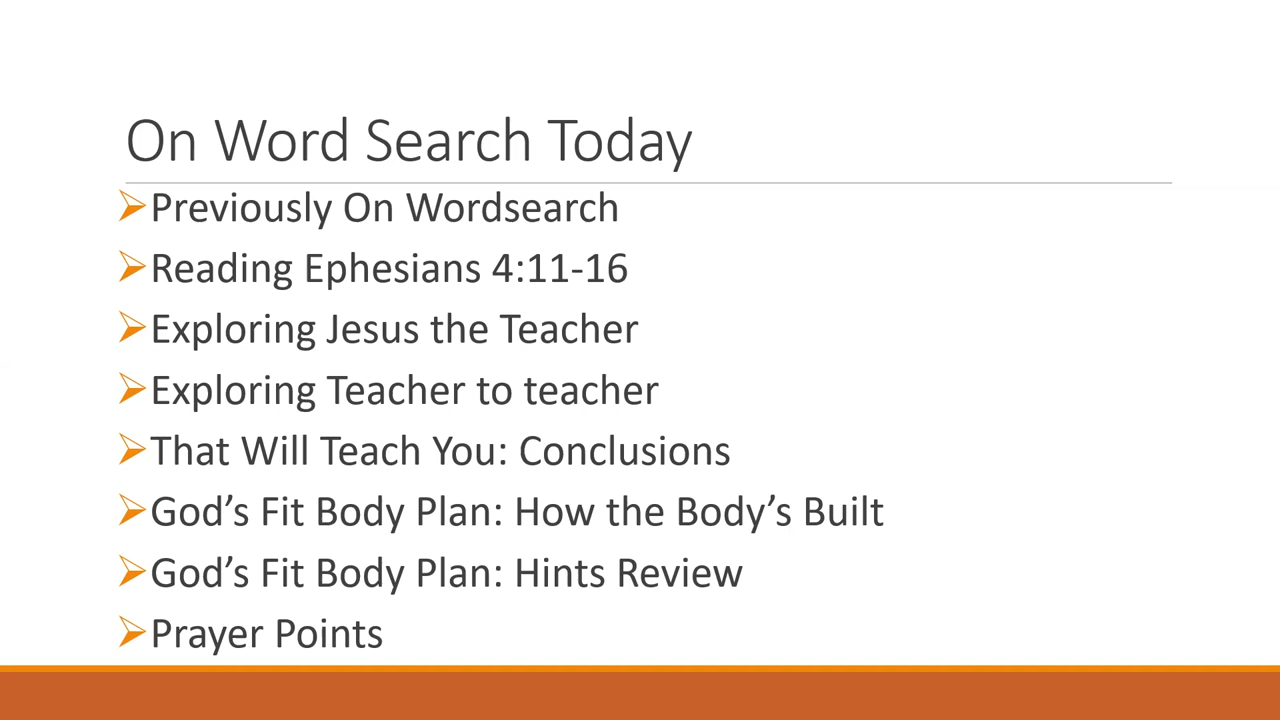 On Word Search Today
Previously On Wordsearch
Reading Ephesians 4:11-16
Exploring Jesus the Teacher
Exploring Teacher to teacher
That Will Teach You: Conclusions
God’s Fit Body Plan: How the Body’s Built
God’s Fit Body Plan: Hints Review
Prayer Points